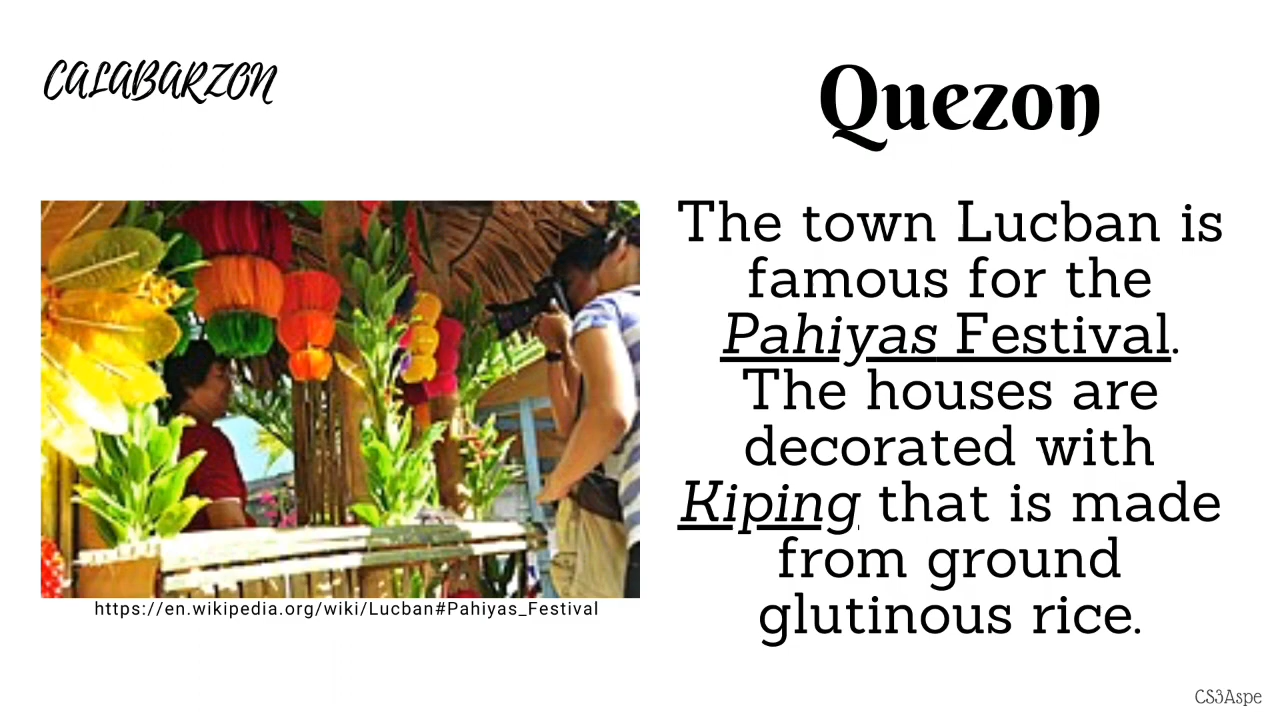 CALABARZON
Quezon
The town Lucban is
famous for the
Pahiyas Festival.
The houses are
decorated with
Kiping that is made
from ground
glutinous rice.
https://en.wikipedia.org/wiki/Lucban#Pahiyas_Festival
CS3Aspe